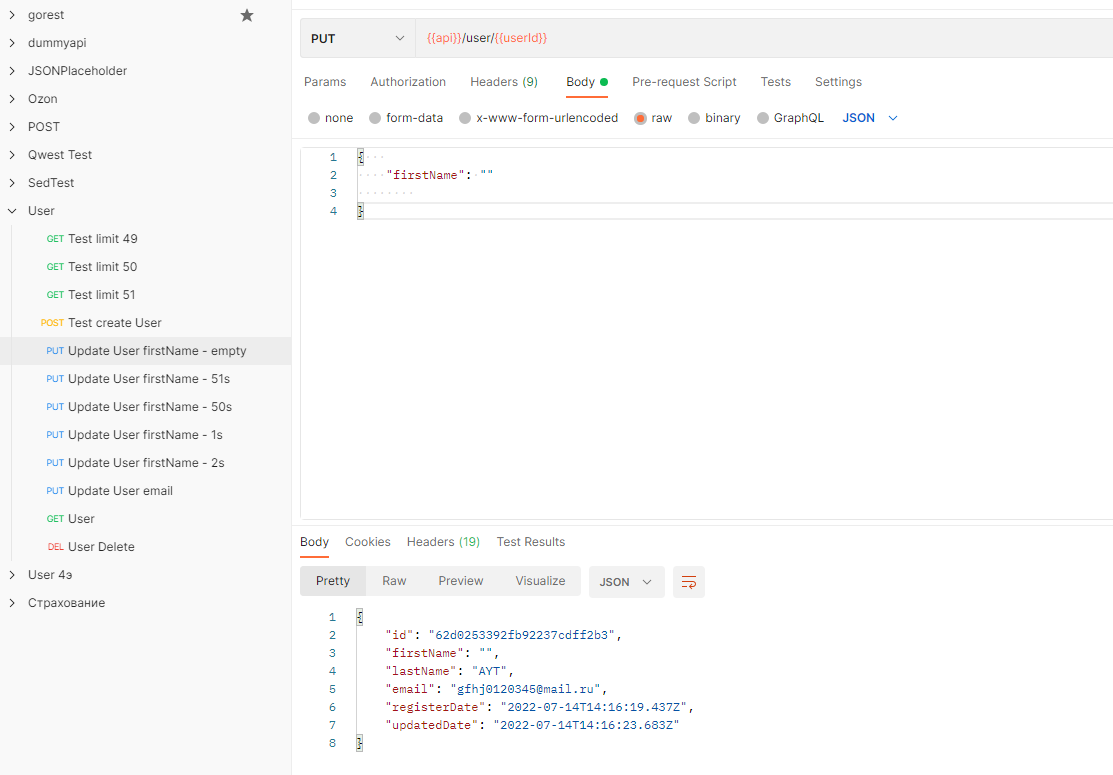 gorest
dummyapi
JSONPlaceholder
Ozon
POST
Qwest Test
SedTest
User
GET Test limit 49
GET Test limit 50
GET Test limit 51
POST Test create User
PUT Update User firstName - empty
PUT Update User firstName - 51s
PUT Update User firstName - 50s
PUT Update User firstName - 1s
PUT Update User firstName - 2s
PUT Update User email
GET User
DEL User Delete
User 4э
Страхование
PUT {{api}}/user/{{userId}}
Params Authorization Headers (9) Body Pre-request Script Tests Settings
none form-data x-www-form-urlencoded raw binary GraphQL JSON
1 {
2 "firstName": ""
3
4 }
Body Cookies Headers (19) Test Results
Pretty Raw Preview Visualize JSON
1 {
2 "id": "62d0253392fb92237cdff2b3",
3 "firstName": "",
4 "lastName": "AYT",
5 "email": "gfhj0120345@mail.ru",
6 "registerDate": "2022-07-14T14:16:19.437Z",
7 "updatedDate": "2022-07-14T14:16:23.683Z"
8 }